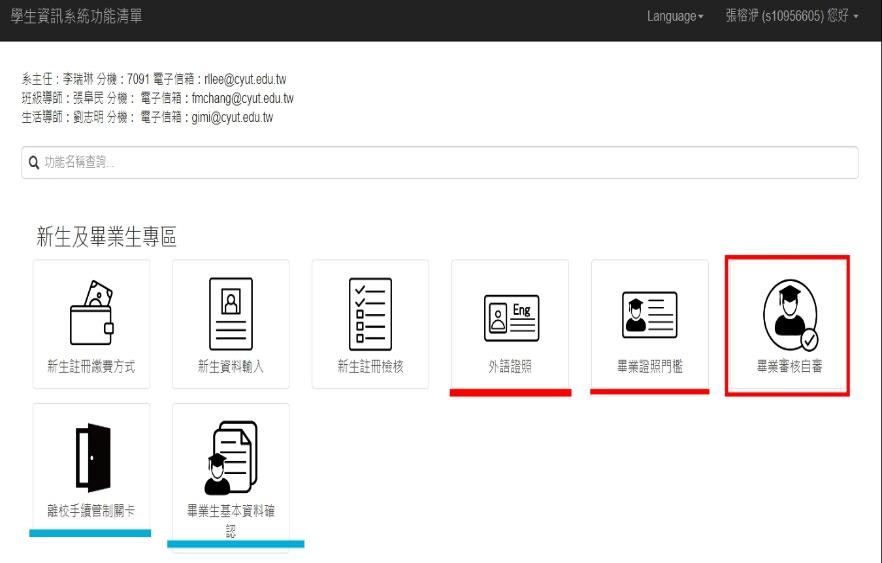 學生資訊系統功能清單
Language
張榕洢 (s10956605) 您好
系主任：李瑞琳 分機：7091 電子信箱：rllee@cyut.edu.tw
班級導師：張阜民 分機： 電子信箱：fmchang@cyut.edu.tw
生活導師：劉志明 分機： 電子信箱：gimi@cyut.edu.tw
功能名稱查詢...
新生及畢業生專區
Eng
新生註冊繳費方式
新生資料輸入
新生註冊檢核
外語證照
畢業證照門檻
畢業審核自審
離校手續管制關卡
畢業生基本資料確
認